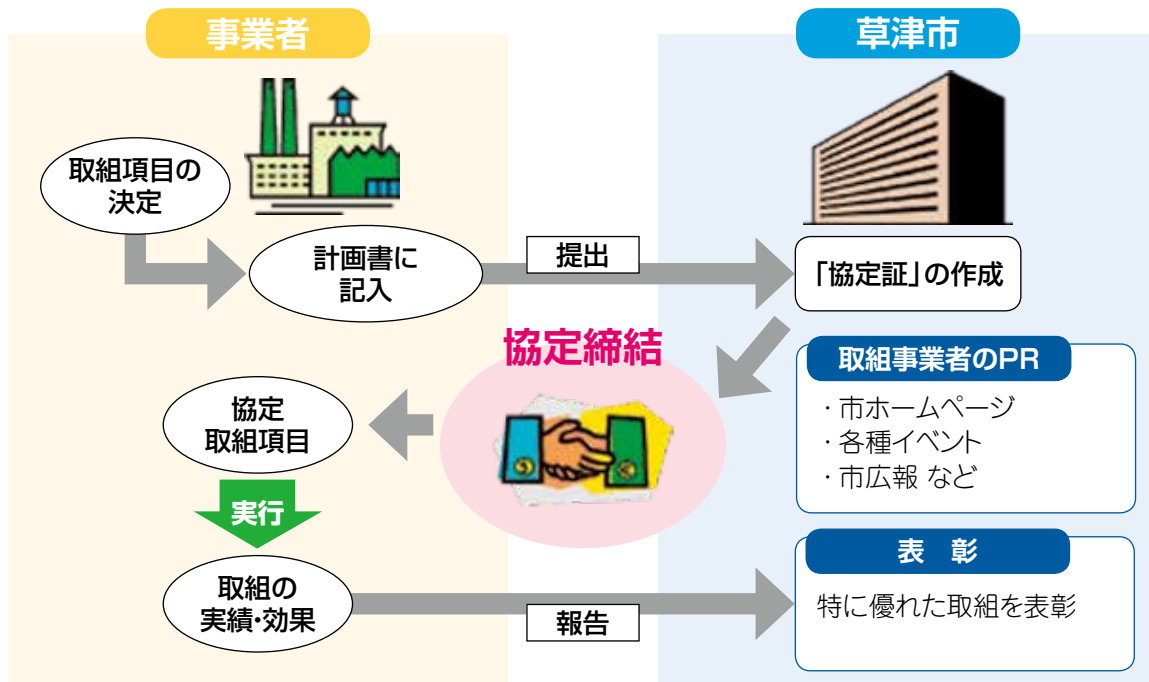 事業者
草津市
取組項目の
決定
計画書に
記入
提出
「協定証」の作成
協定締結
取組事業者のPR
・市ホームページ
・各種イベント
・市広報 など
協定
取組項目
実行
取組の
実績・効果
報告
表 彰
特に優れた取組を表彰